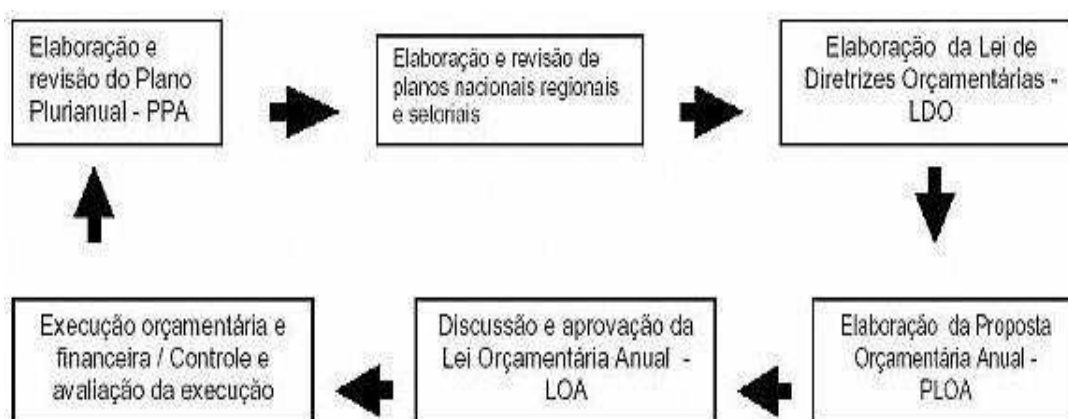 Elaboração e
revisão do Plano
Plurianual - PPA
Elaboração e revisão de
planos nacionais regionais
e setoriais
Elaboração da Lei de
Diretrizes Orçamentárias -
LDO
Execução orçamentária e
financeira / Controle e
avaliação da execução
Discussão e aprovação da
Lei Orçamentária Anual -
LOA
Elaboração da Proposta
Orçamentária Anual -
PLOA